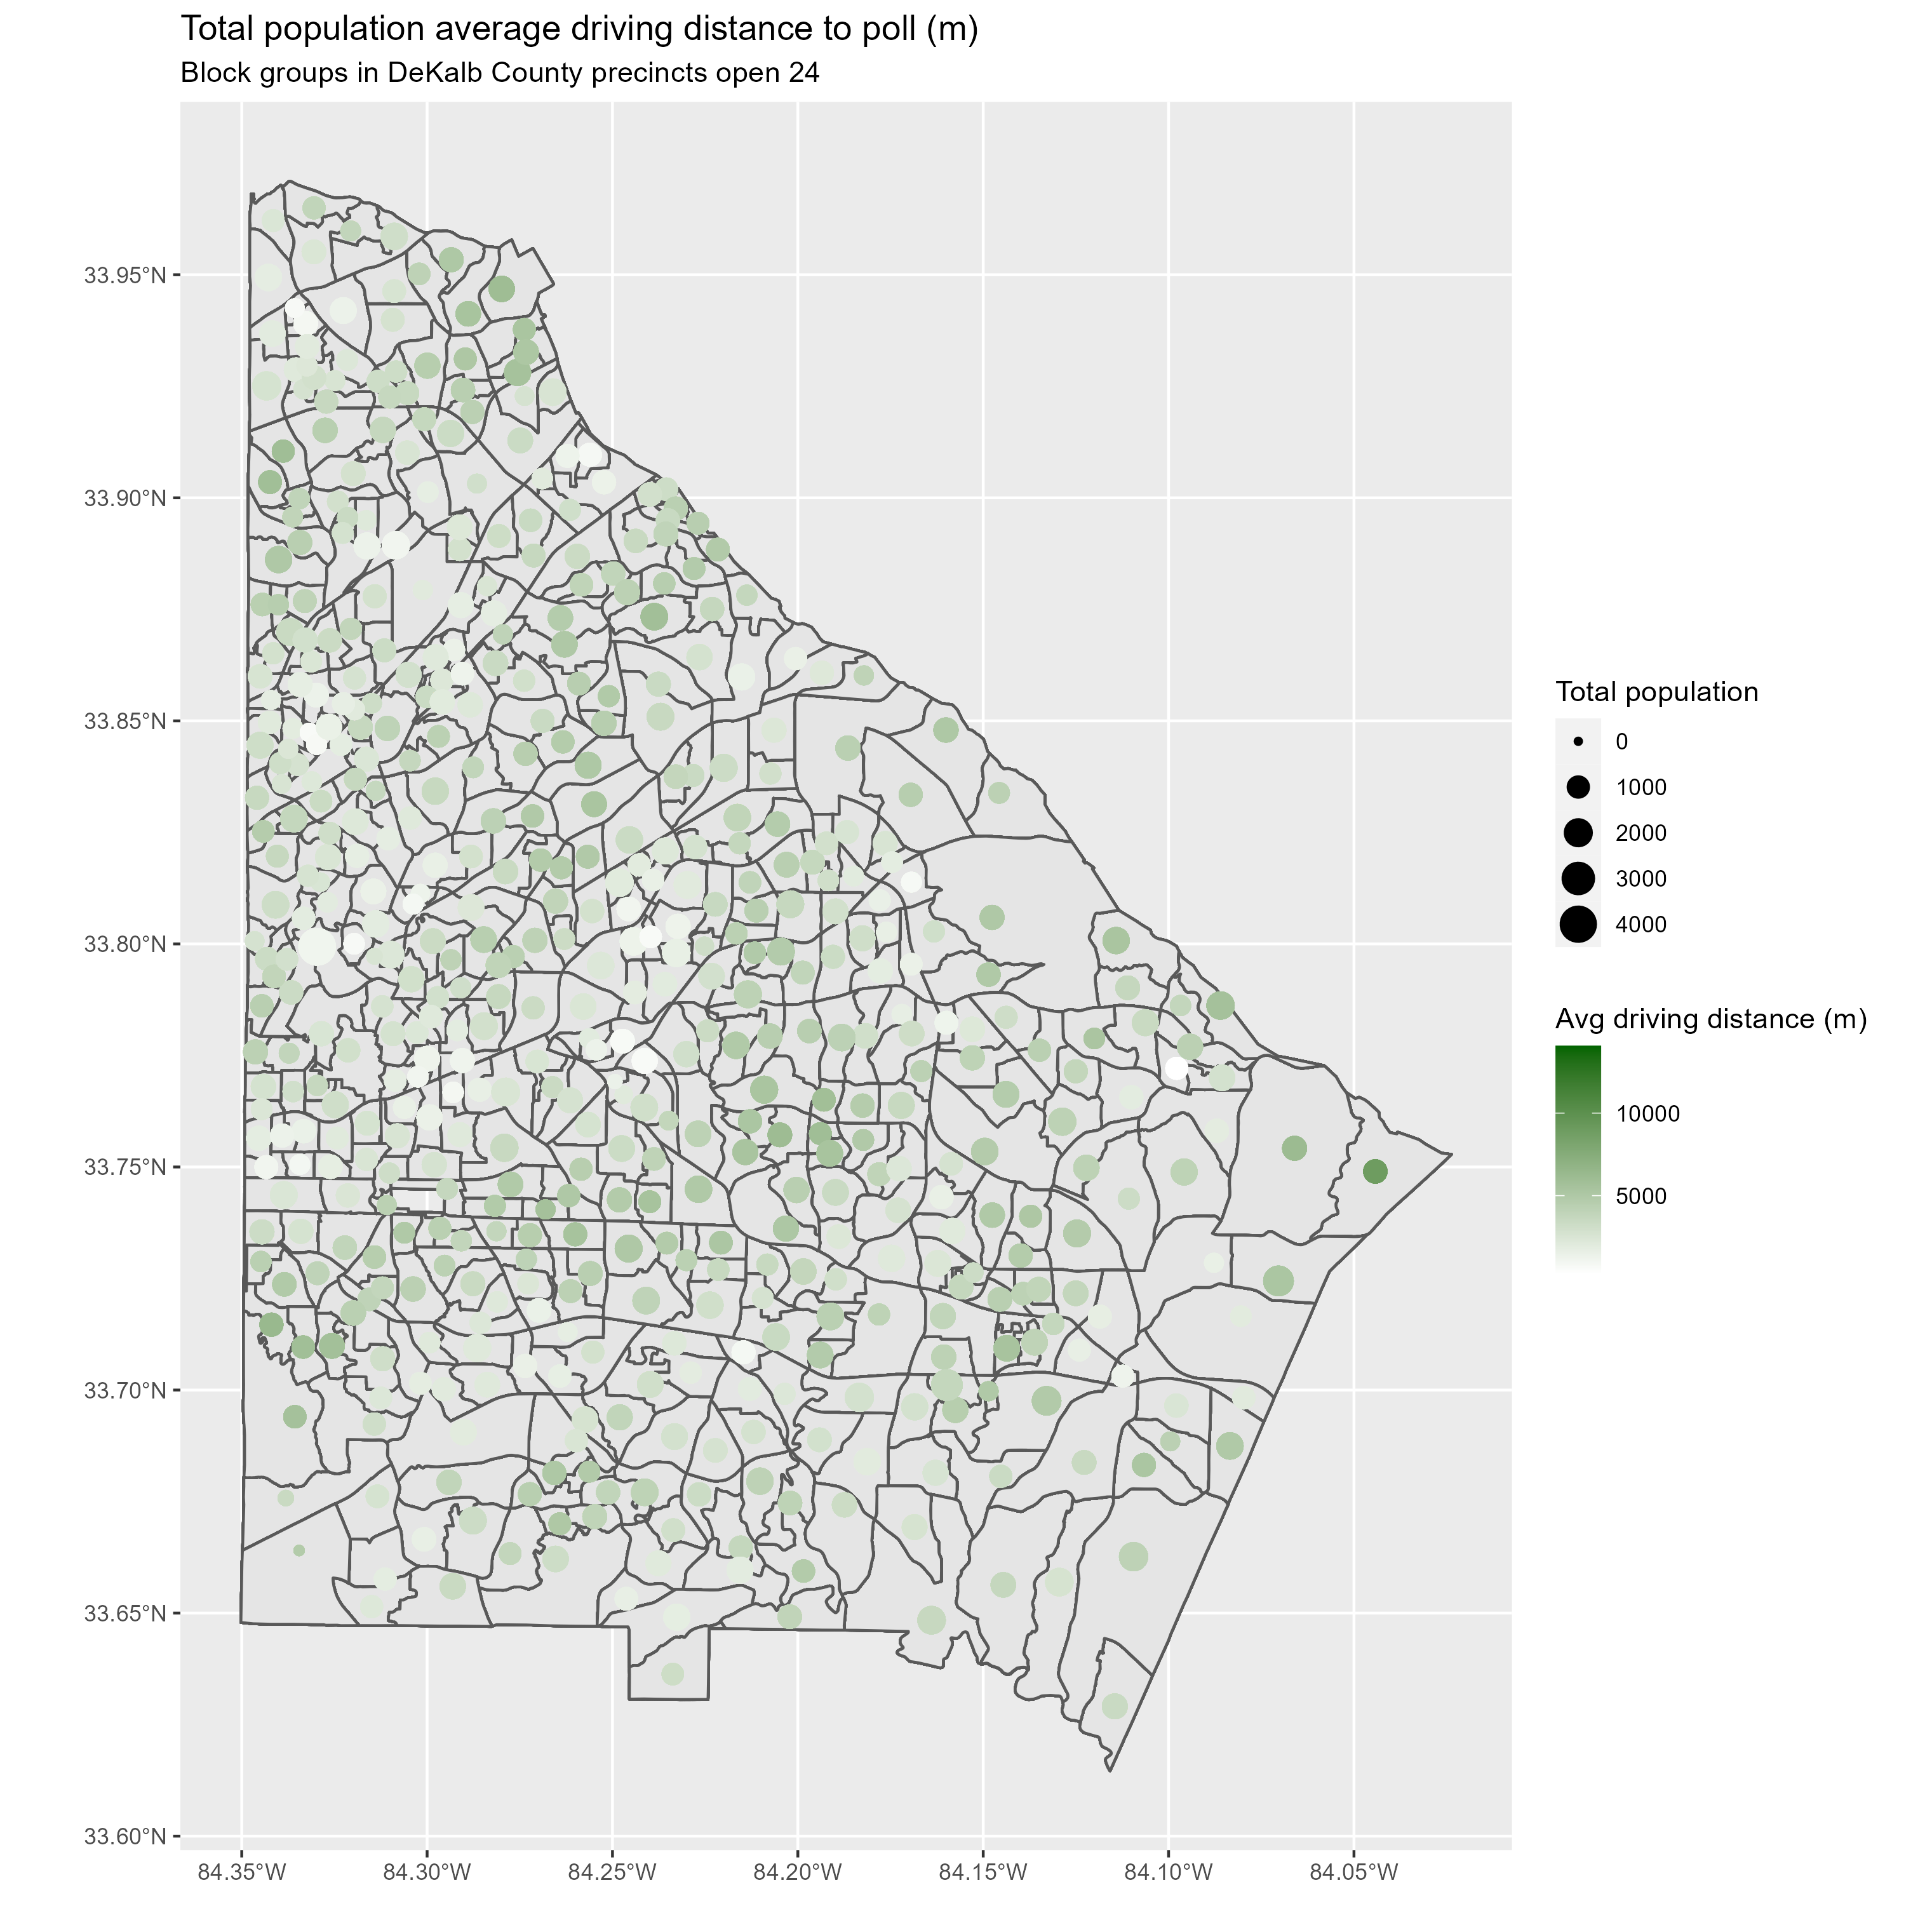 Total population average driving distance to poll (m)
Block groups in DeKalb County precincts open 24
33.95°N
33.90°N
33.85°N
33.80°N
33.75°N
33.70°N
33.65°N
33.60°N
84.35°W
84.30°W
84.25°W
84.20°W
84.15°W
84.10°W
84.05°W
Total population
0
1000
2000
3000
4000
Avg driving distance (m)
10000
5000